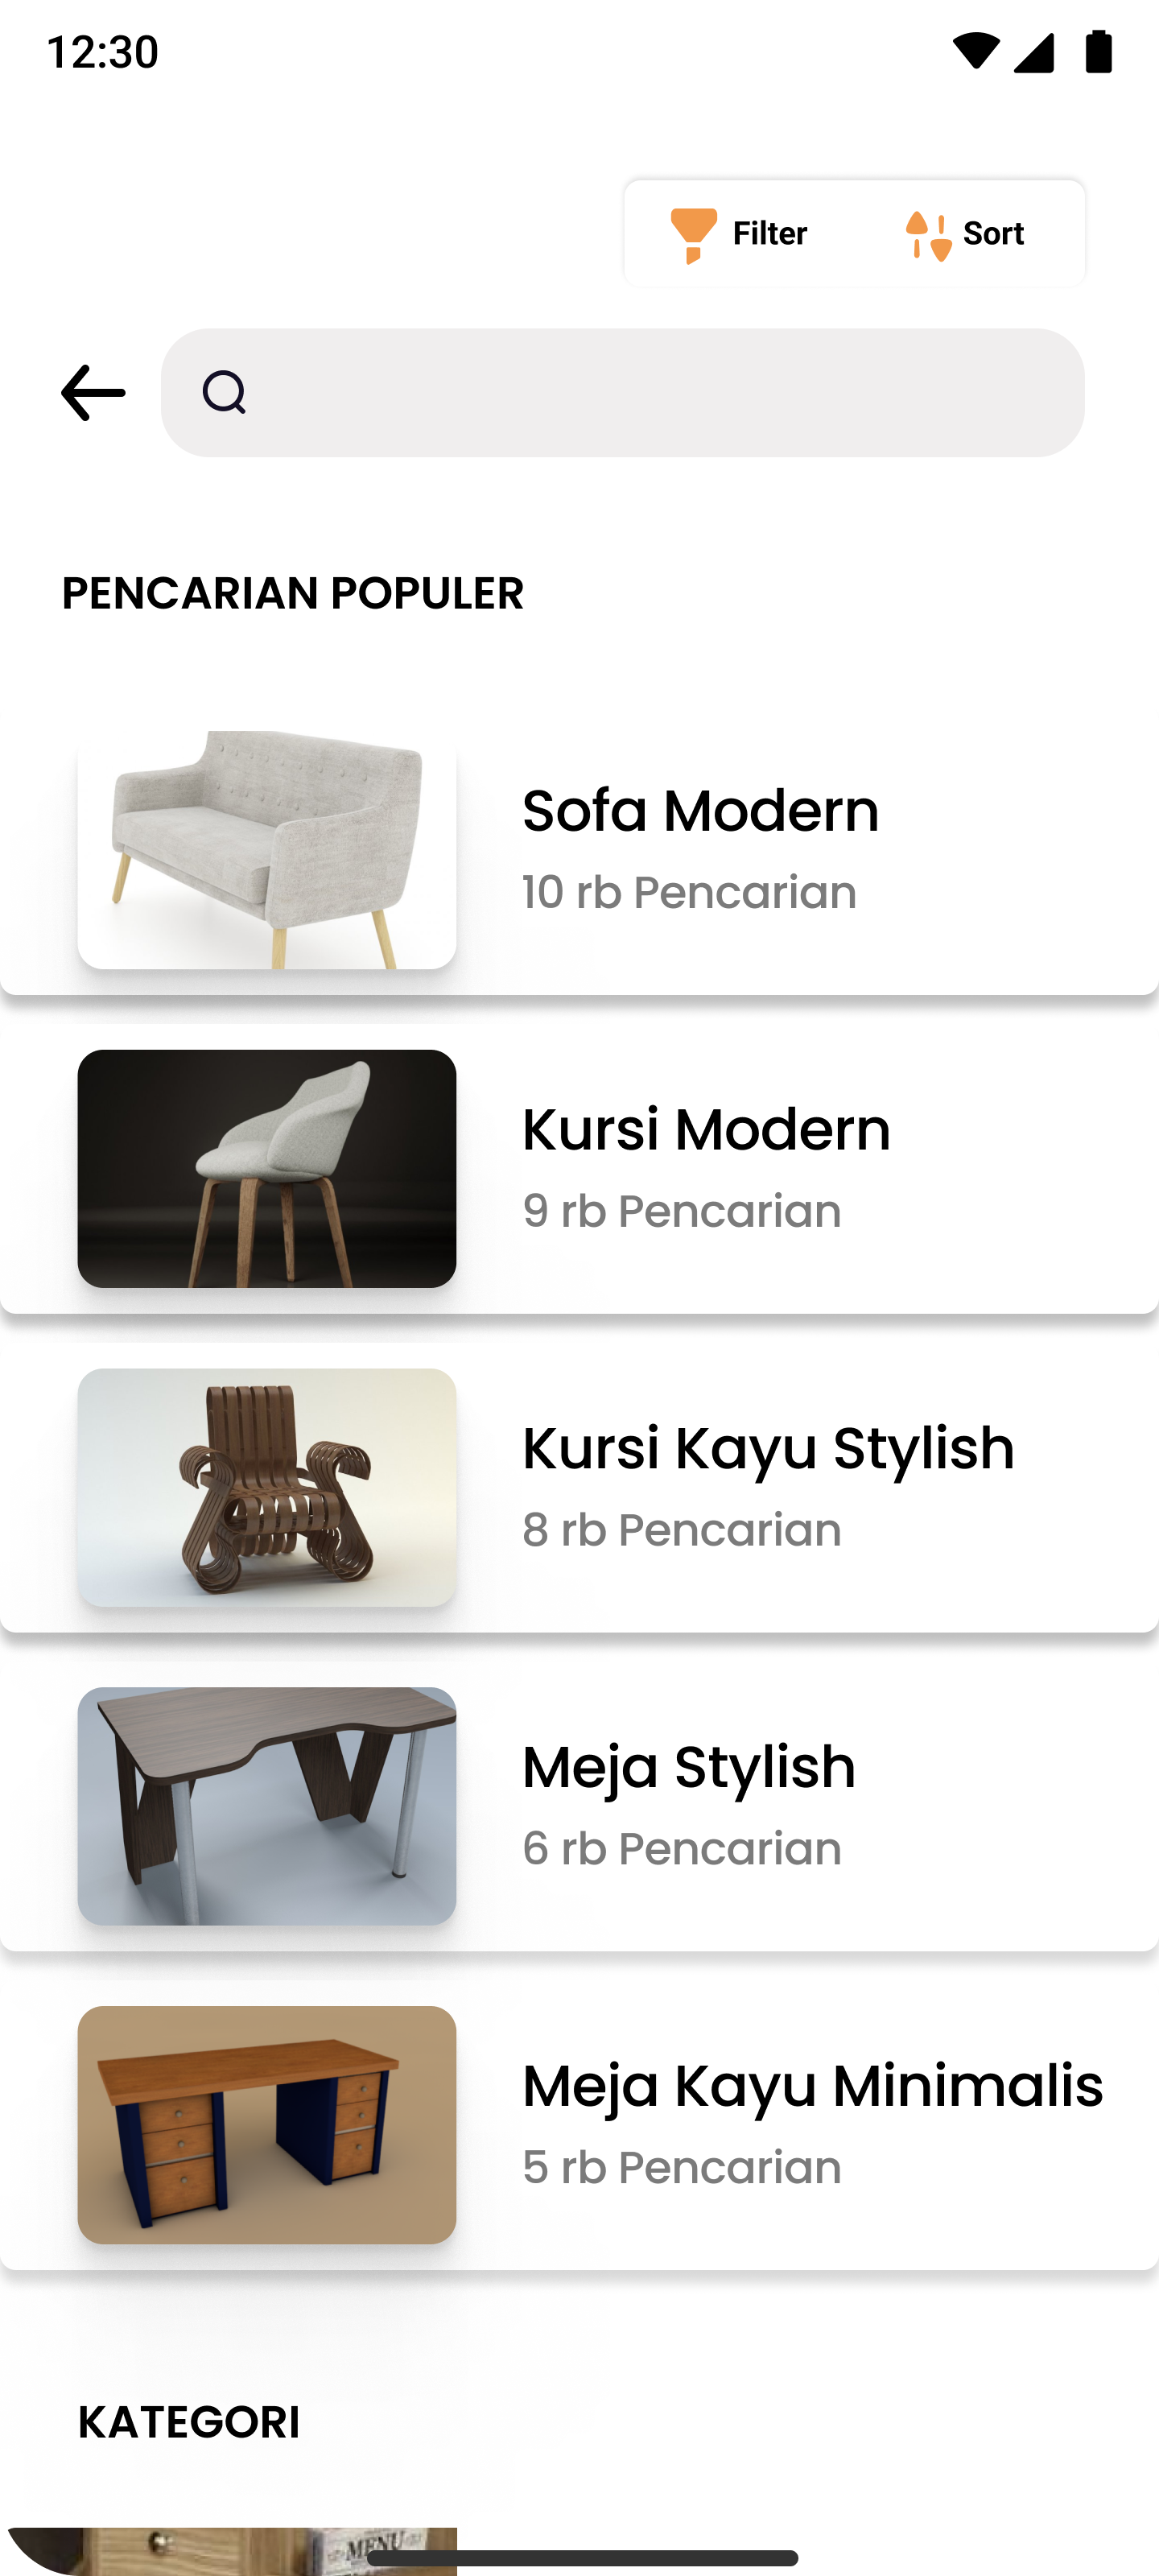 12:30
Filter
Sort
PENCARIAN POPULER
Sofa Modern
10 rb Pencarian
Kursi Modern
9 rb Pencarian
Kursi Kayu Stylish
8 rb Pencarian
Meja Stylish
6 rb Pencarian
Meja Kayu Minimalis
5 rb Pencarian
KATEGORI
MENU